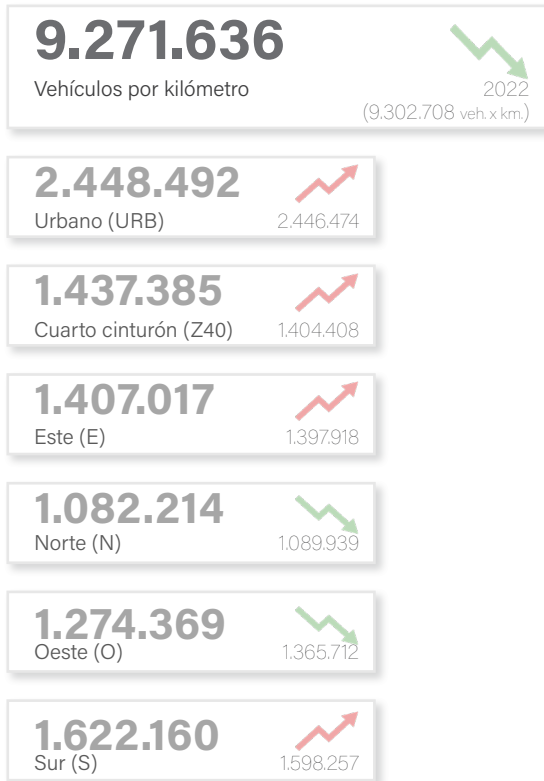 9.271.636
Vehículos por kilómetro
2022
(9.302.708 veh. x km.)
2.448.492
Urbano (URB)
2.446.474
1.437.385
Cuarto cinturón (Z40)
1.404.408
1.407.017
Este (E)
1.397.918
1.082.214
Norte (N)
1.089.939
1.274.369
Oeste (O)
1.365.712
1.622.160
Sur (S)
1.598.257